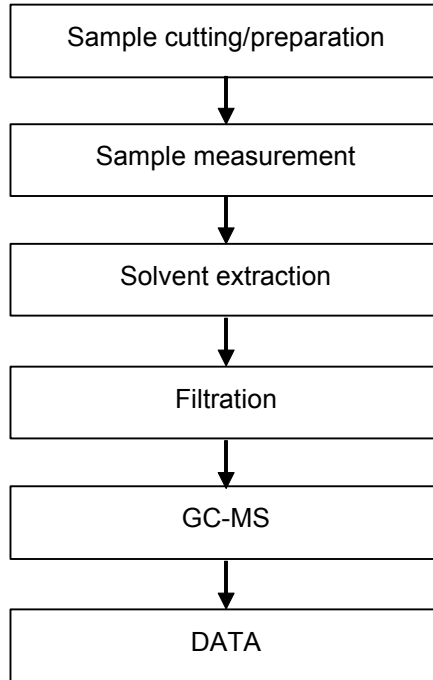 Sample cutting/preparation
Sample measurement
Solvent extraction
Filtration
GC-MS
DATA